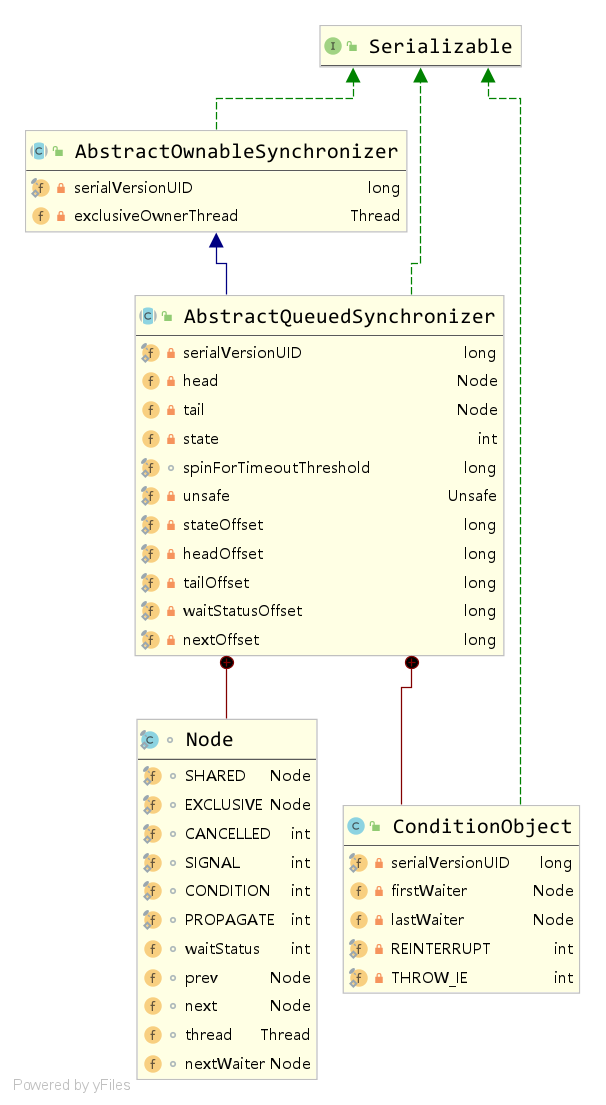 Serializable
AbstractOwnableSynchronizer
serialVersionUID long
exclusiveOwnerThread Thread
AbstractQueuedSynchronizer
serialVersionUID long
head Node
tail Node
state int
spinForTimeoutThreshold long
unsafe Unsafe
stateOffset long
headOffset long
tailOffset long
waitStatusOffset long
nextOffset long
Node
SHARED Node
EXCLUSIVE Node
CANCELLED int
SIGNAL int
CONDITION int
PROPAGATE int
waitStatus int
prev Node
next Node
thread Thread
nextWaiter Node
ConditionObject
serialVersionUID long
firstWaiter Node
lastWaiter Node
REINTERRUPT int
THROW_IE int
Powered by yFiles